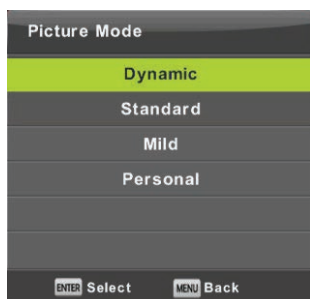 Picture Mode
Dynamic
Standard
Mild
Personal
ENTER Select MENU Back